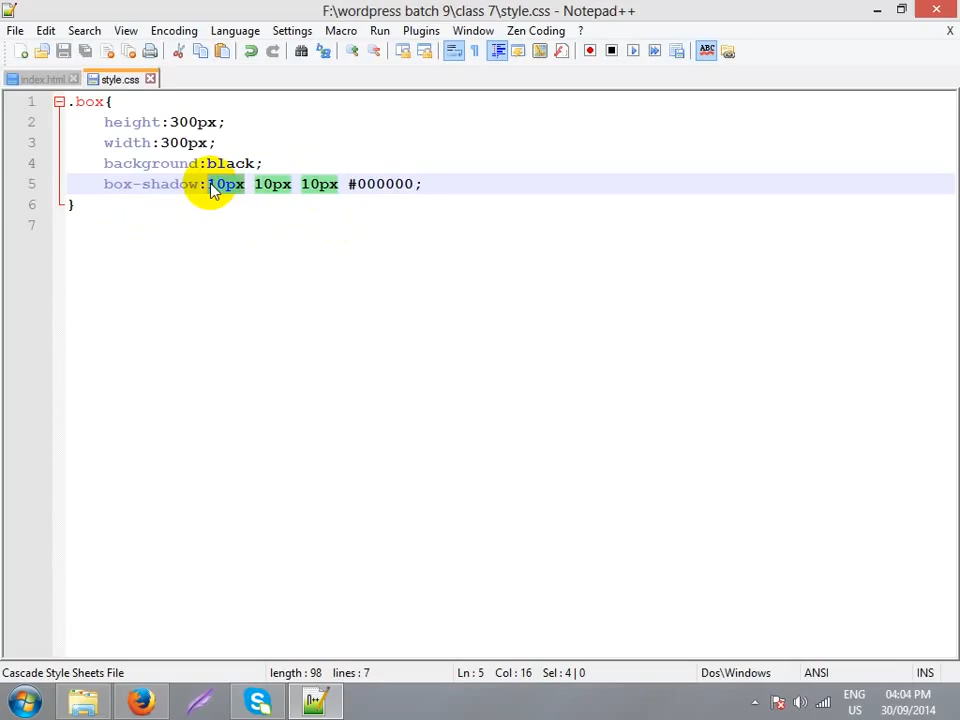 F:\wordpress batch 9\class 7\style.css - Notepad++
File Edit Search View Encoding Language Settings Macro Run Plugins Window Zen Coding ? X
index.html style.css
1 .box{
2 height:300px;
3 width:300px;
4 background:black;
5 box-shadow:10px 10px 10px #000000;
6 }
7
Cascade Style Sheets File length : 98 lines : 7 Ln : 5 Col : 16 Sel : 4 | 0 Dos\Windows ANSI INS
ENG 04:04 PM
US 30/09/2014